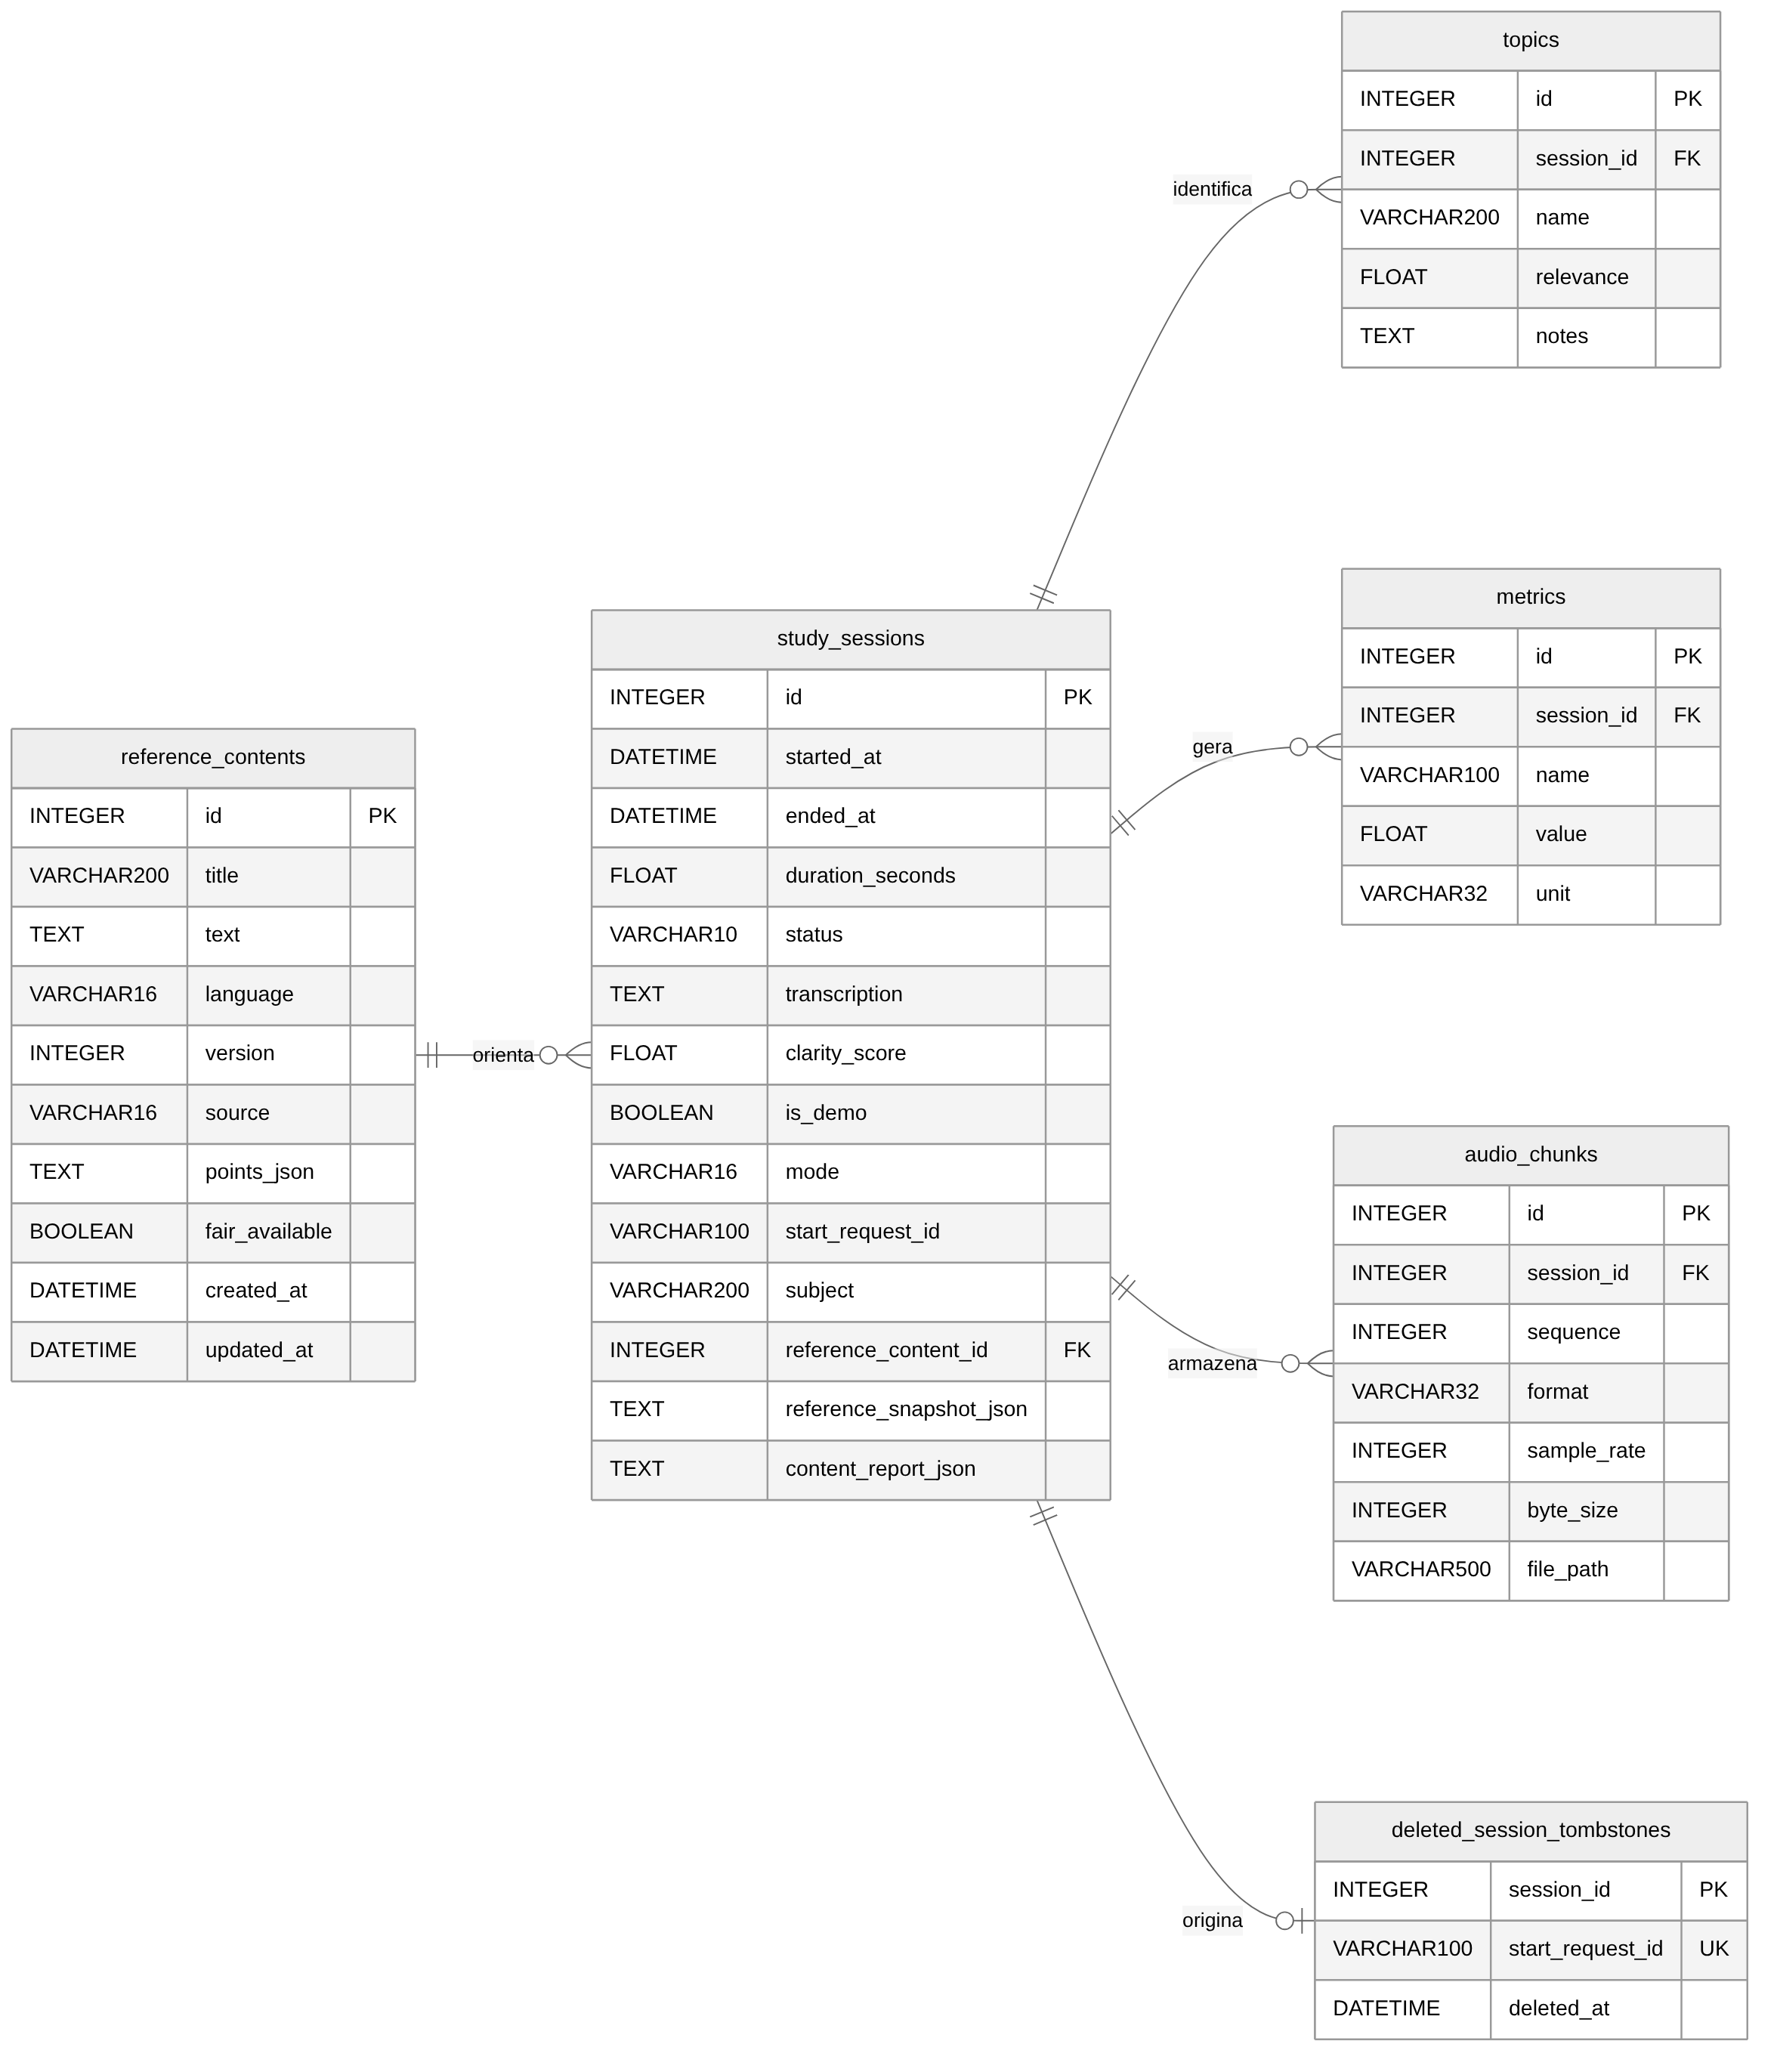 topics
INTEGER id PK
INTEGER session_id FK
VARCHAR200 name
FLOAT relevance
TEXT notes
identifica
metrics
INTEGER id PK
INTEGER session_id FK
VARCHAR100 name
FLOAT value
VARCHAR32 unit
gera
study_sessions
INTEGER id PK
DATETIME started_at
DATETIME ended_at
FLOAT duration_seconds
VARCHAR10 status
TEXT transcription
FLOAT clarity_score
BOOLEAN is_demo
VARCHAR16 mode
VARCHAR100 start_request_id
VARCHAR200 subject
INTEGER reference_content_id FK
TEXT reference_snapshot_json
TEXT content_report_json
reference_contents
INTEGER id PK
VARCHAR200 title
TEXT text
VARCHAR16 language
INTEGER version
VARCHAR16 source
TEXT points_json
BOOLEAN fair_available
DATETIME created_at
DATETIME updated_at
orienta
audio_chunks
INTEGER id PK
INTEGER session_id FK
INTEGER sequence
VARCHAR32 format
INTEGER sample_rate
INTEGER byte_size
VARCHAR500 file_path
armazena
deleted_session_tombstones
INTEGER session_id PK
VARCHAR100 start_request_id UK
DATETIME deleted_at
origina